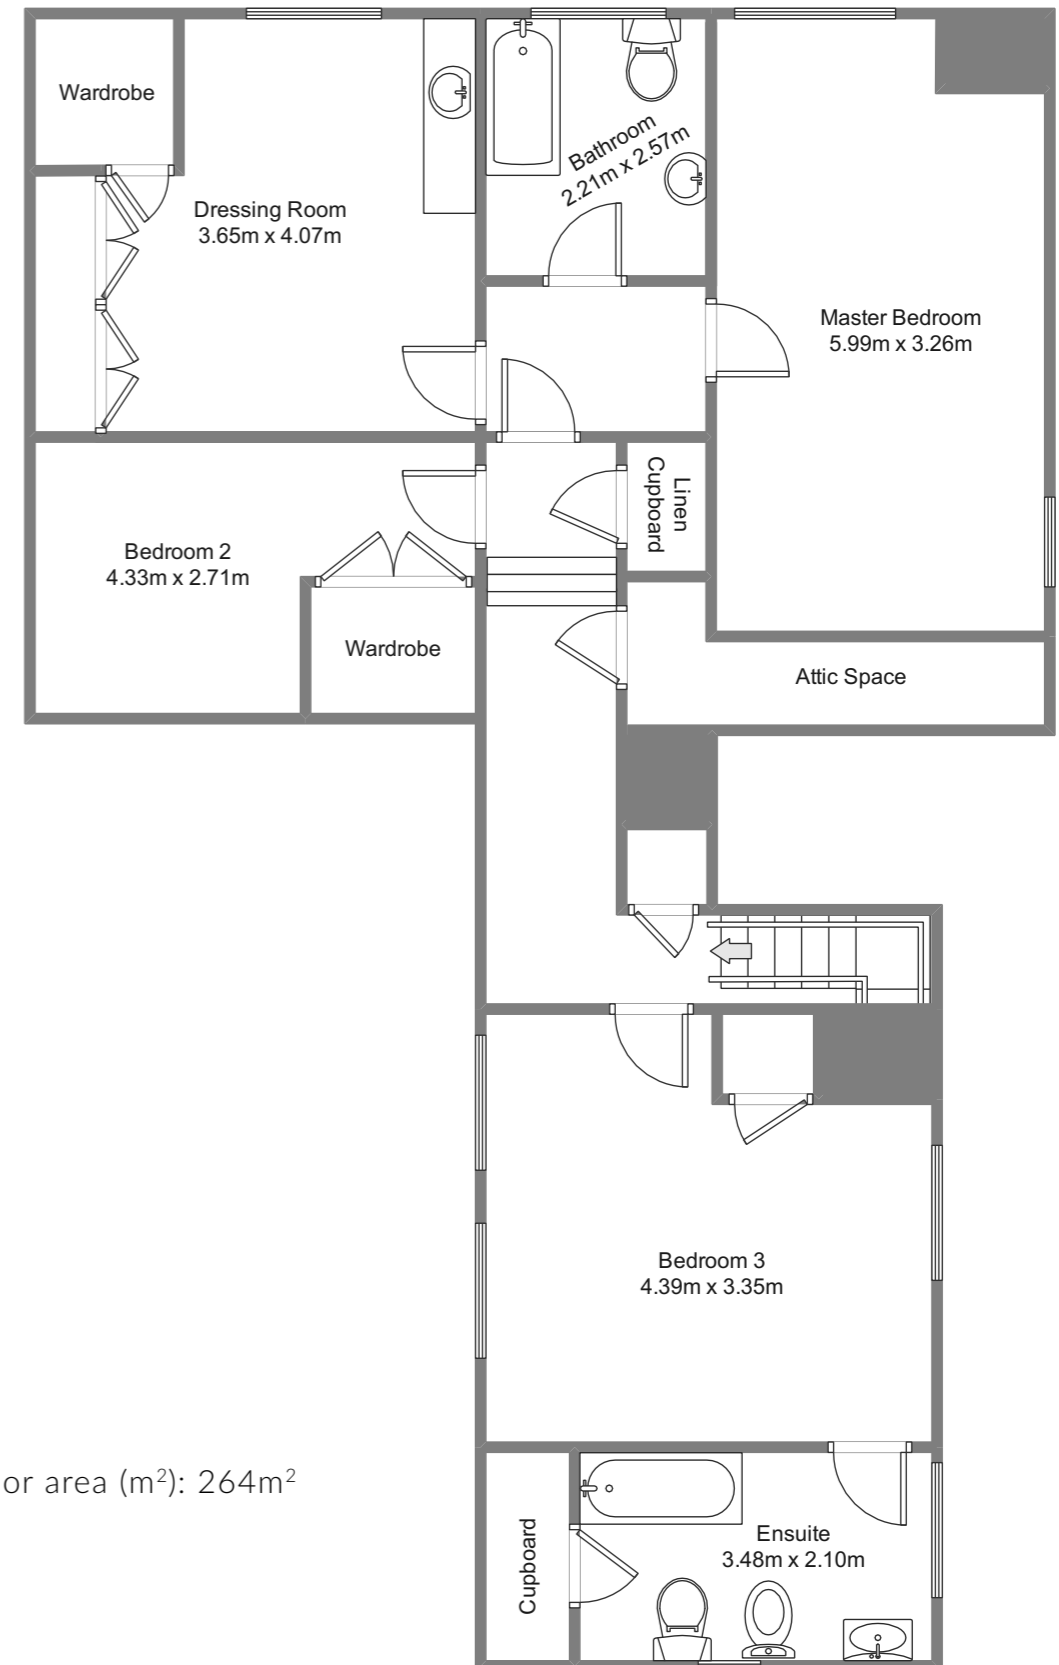 Wardrobe
Dressing Room
3.65m x 4.07m
Bathroom
2.21m x 2.57m
Master Bedroom
5.99m x 3.26m
Linen
Cupboard
Bedroom 2
4.33m x 2.71m
Wardrobe
Attic Space
Bedroom 3
4.39m x 3.35m
or area (m²): 264m²
Cupboard
Ensuite
3.48m x 2.10m